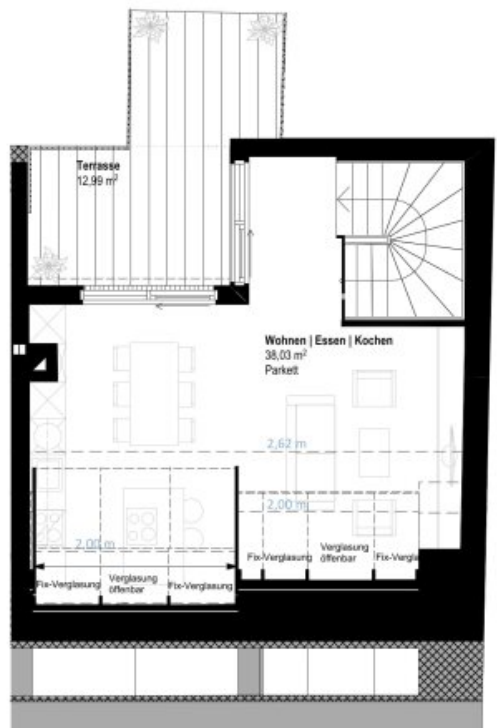 Terrasse
12,99 m²
Wohnen | Essen | Kochen
38,03 m²
Parkett
2,62 m
2,00 m
2,00 m
Fix-Verglasung
Verglasung
öffenbar
Fix-Vergla
Fix-Verglasung
Verglasung
öffenbar
Fix-Verglasung